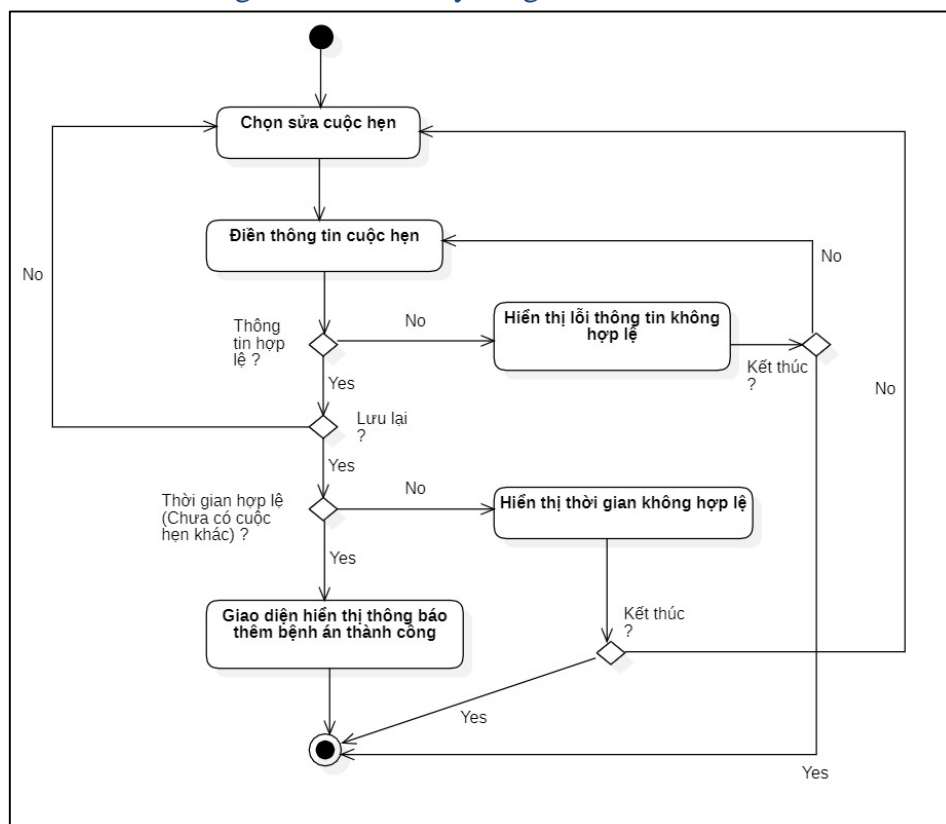 Chọn sửa cuộc hẹn
Điền thông tin cuộc hẹn
No
No
Thông
tin hợp
lệ ?
No
Hiển thị lỗi thông tin không
hợp lệ
Kết thúc
?
Yes
No
Lưu lại
?
Yes
Thời gian hợp lệ
(Chưa có cuộc
hẹn khác) ?
No
Hiển thị thời gian không hợp lệ
Yes
Giao diện hiển thị thông báo
thêm bệnh án thành công
Kết thúc
?
Yes
Yes